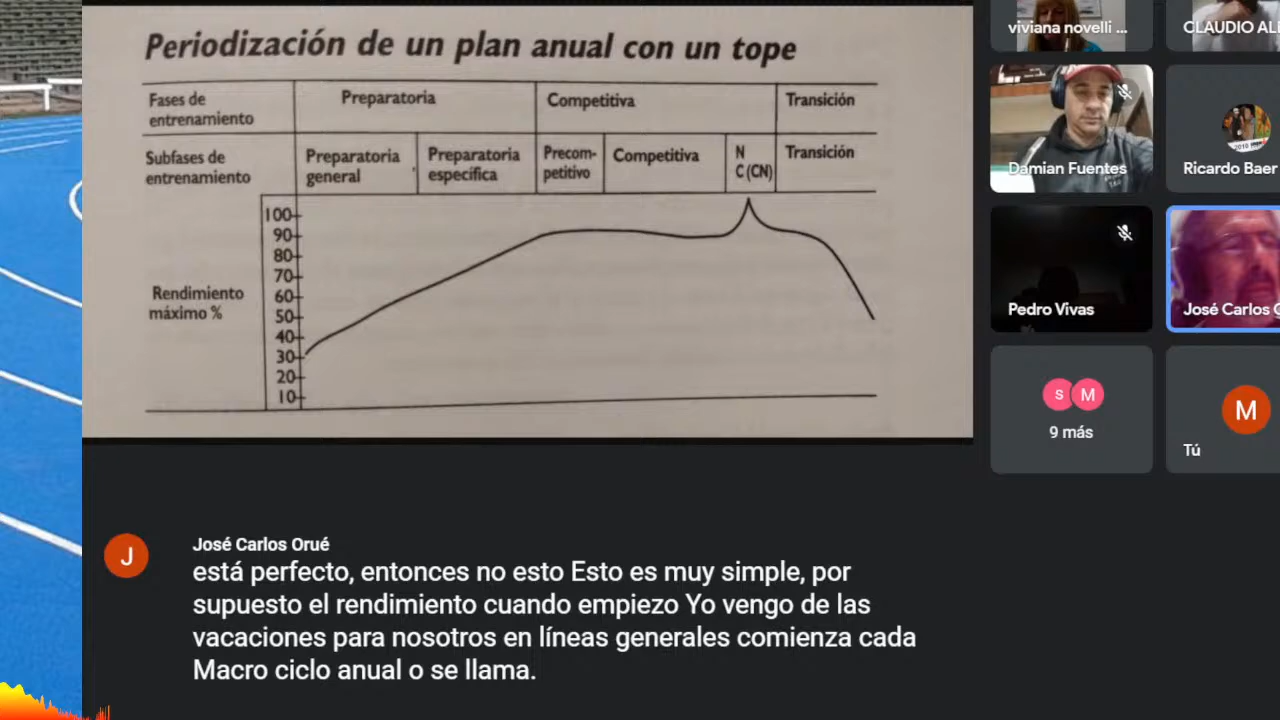 Periodización de un plan anual con un tope
Fases de
entrenamiento
Preparatoria
Competitiva
Transición
Subfases de
entrenamiento
Preparatoria
general
Preparatoria
específica
Precom-
petitivo
Competitiva
N
C (CN)
Transición
Rendimiento
máximo %
100
90
80
70
60
50
40
30
20
10
viviana novelli ...
CLAUDIO
Damian Fuentes
Ricardo Baer
Pedro Vivas
José Carlos
S
M
9 más
M
Tú
J
José Carlos Orué
está perfecto, entonces no esto Esto es muy simple, por
supuesto el rendimiento cuando empiezo Yo vengo de las
vacaciones para nosotros en líneas generales comienza cada
Macro ciclo anual o se llama.